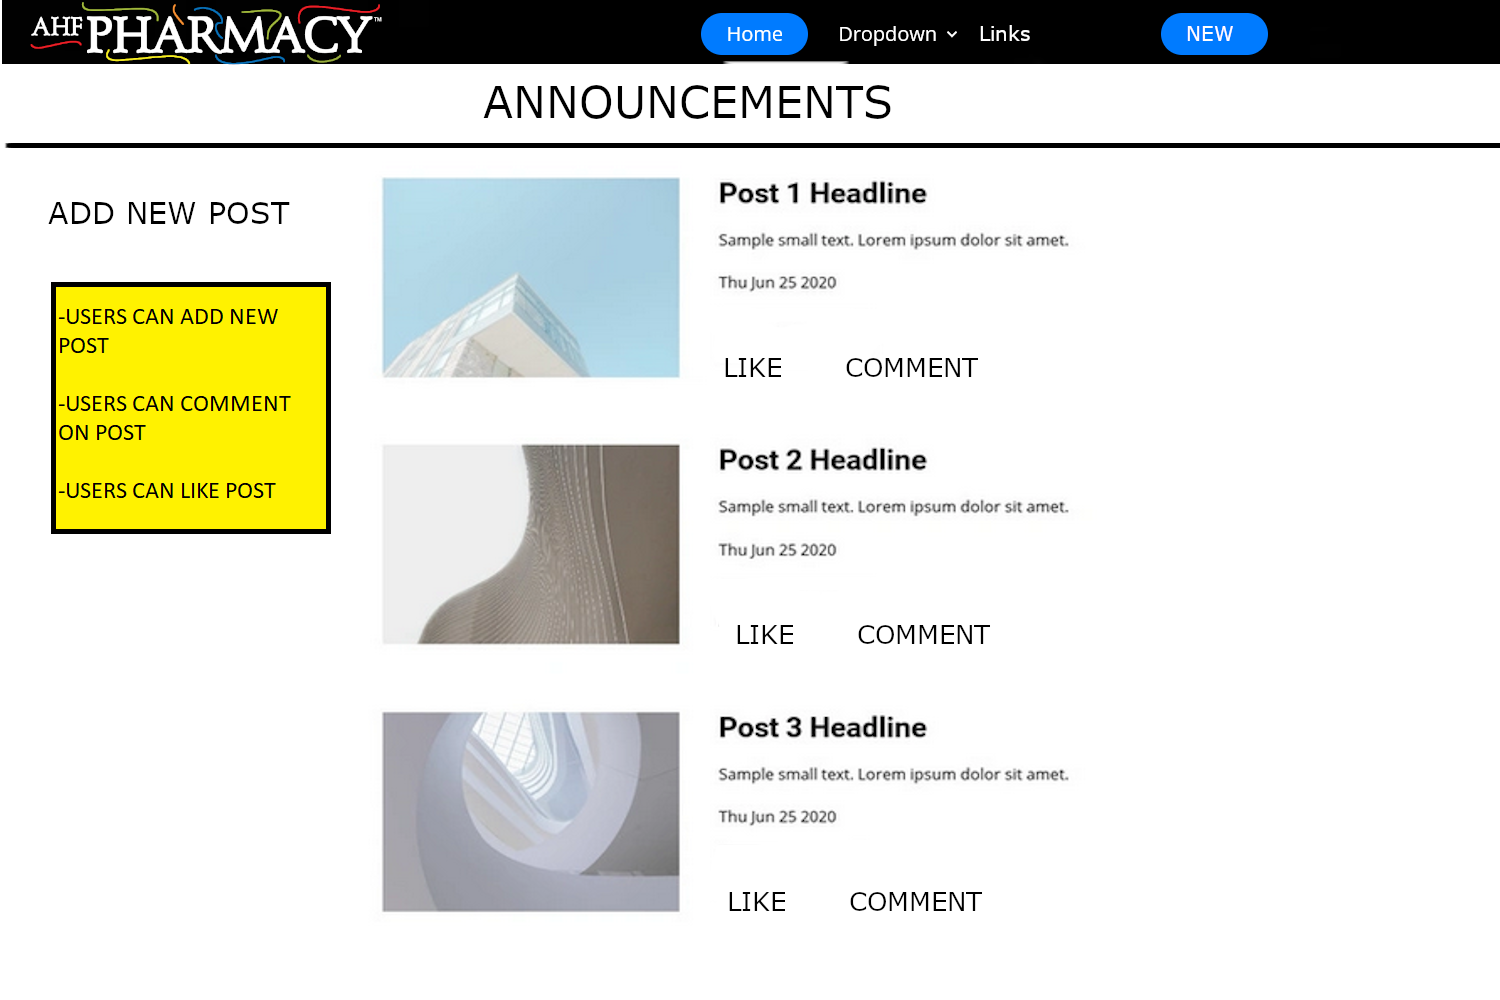 AHF PHARMACY™
Home Dropdown Links NEW
ANNOUNCEMENTS
ADD NEW POST
-USERS CAN ADD NEW
POST
-USERS CAN COMMENT
ON POST
-USERS CAN LIKE POST
Post 1 Headline
Sample small text. Lorem ipsum dolor sit amet.
Thu Jun 25 2020
LIKE COMMENT
Post 2 Headline
Sample small text. Lorem ipsum dolor sit amet.
Thu Jun 25 2020
LIKE COMMENT
Post 3 Headline
Sample small text. Lorem ipsum dolor sit amet.
Thu Jun 25 2020
LIKE COMMENT